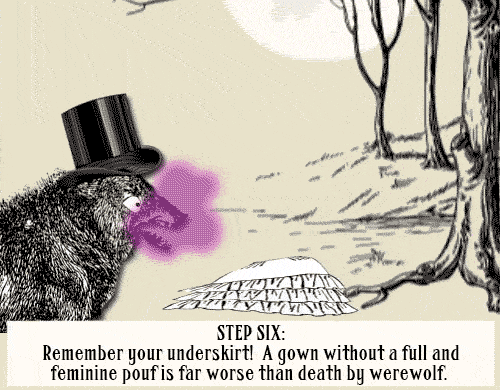 STEP SIX:
Remember your underskirt! A gown without a full and
feminine pouf is far worse than death by werewolf.